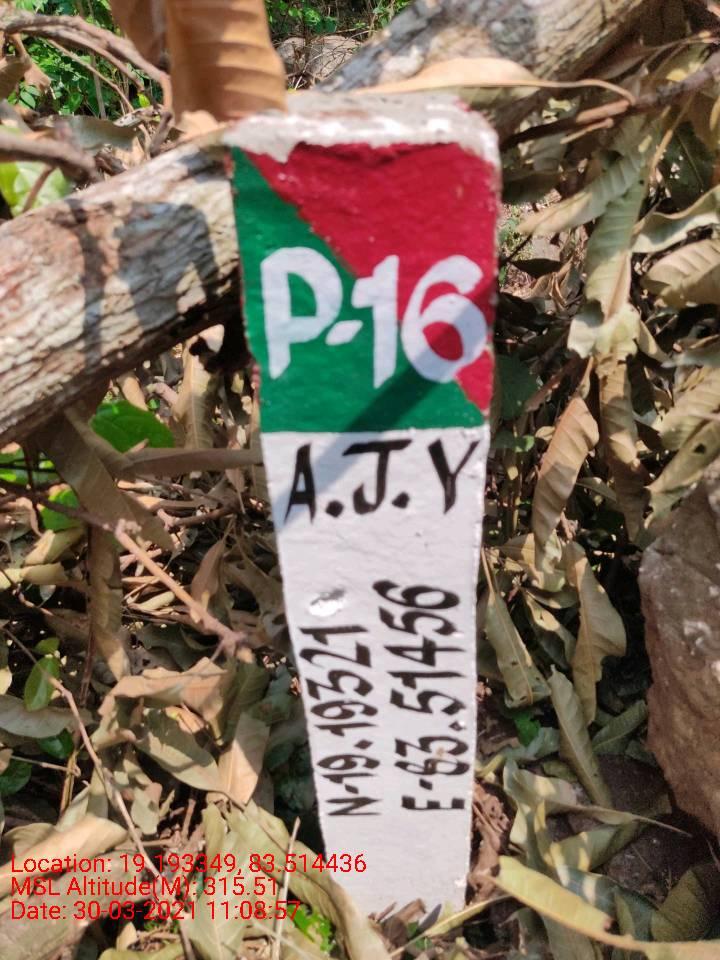 P-16
A.J.Y
N-19.19321
E-83.51456
Location: 19.193349, 83.514436
MSL Altitude(M): 315.51
Date: 30-03-2021 11:08:57